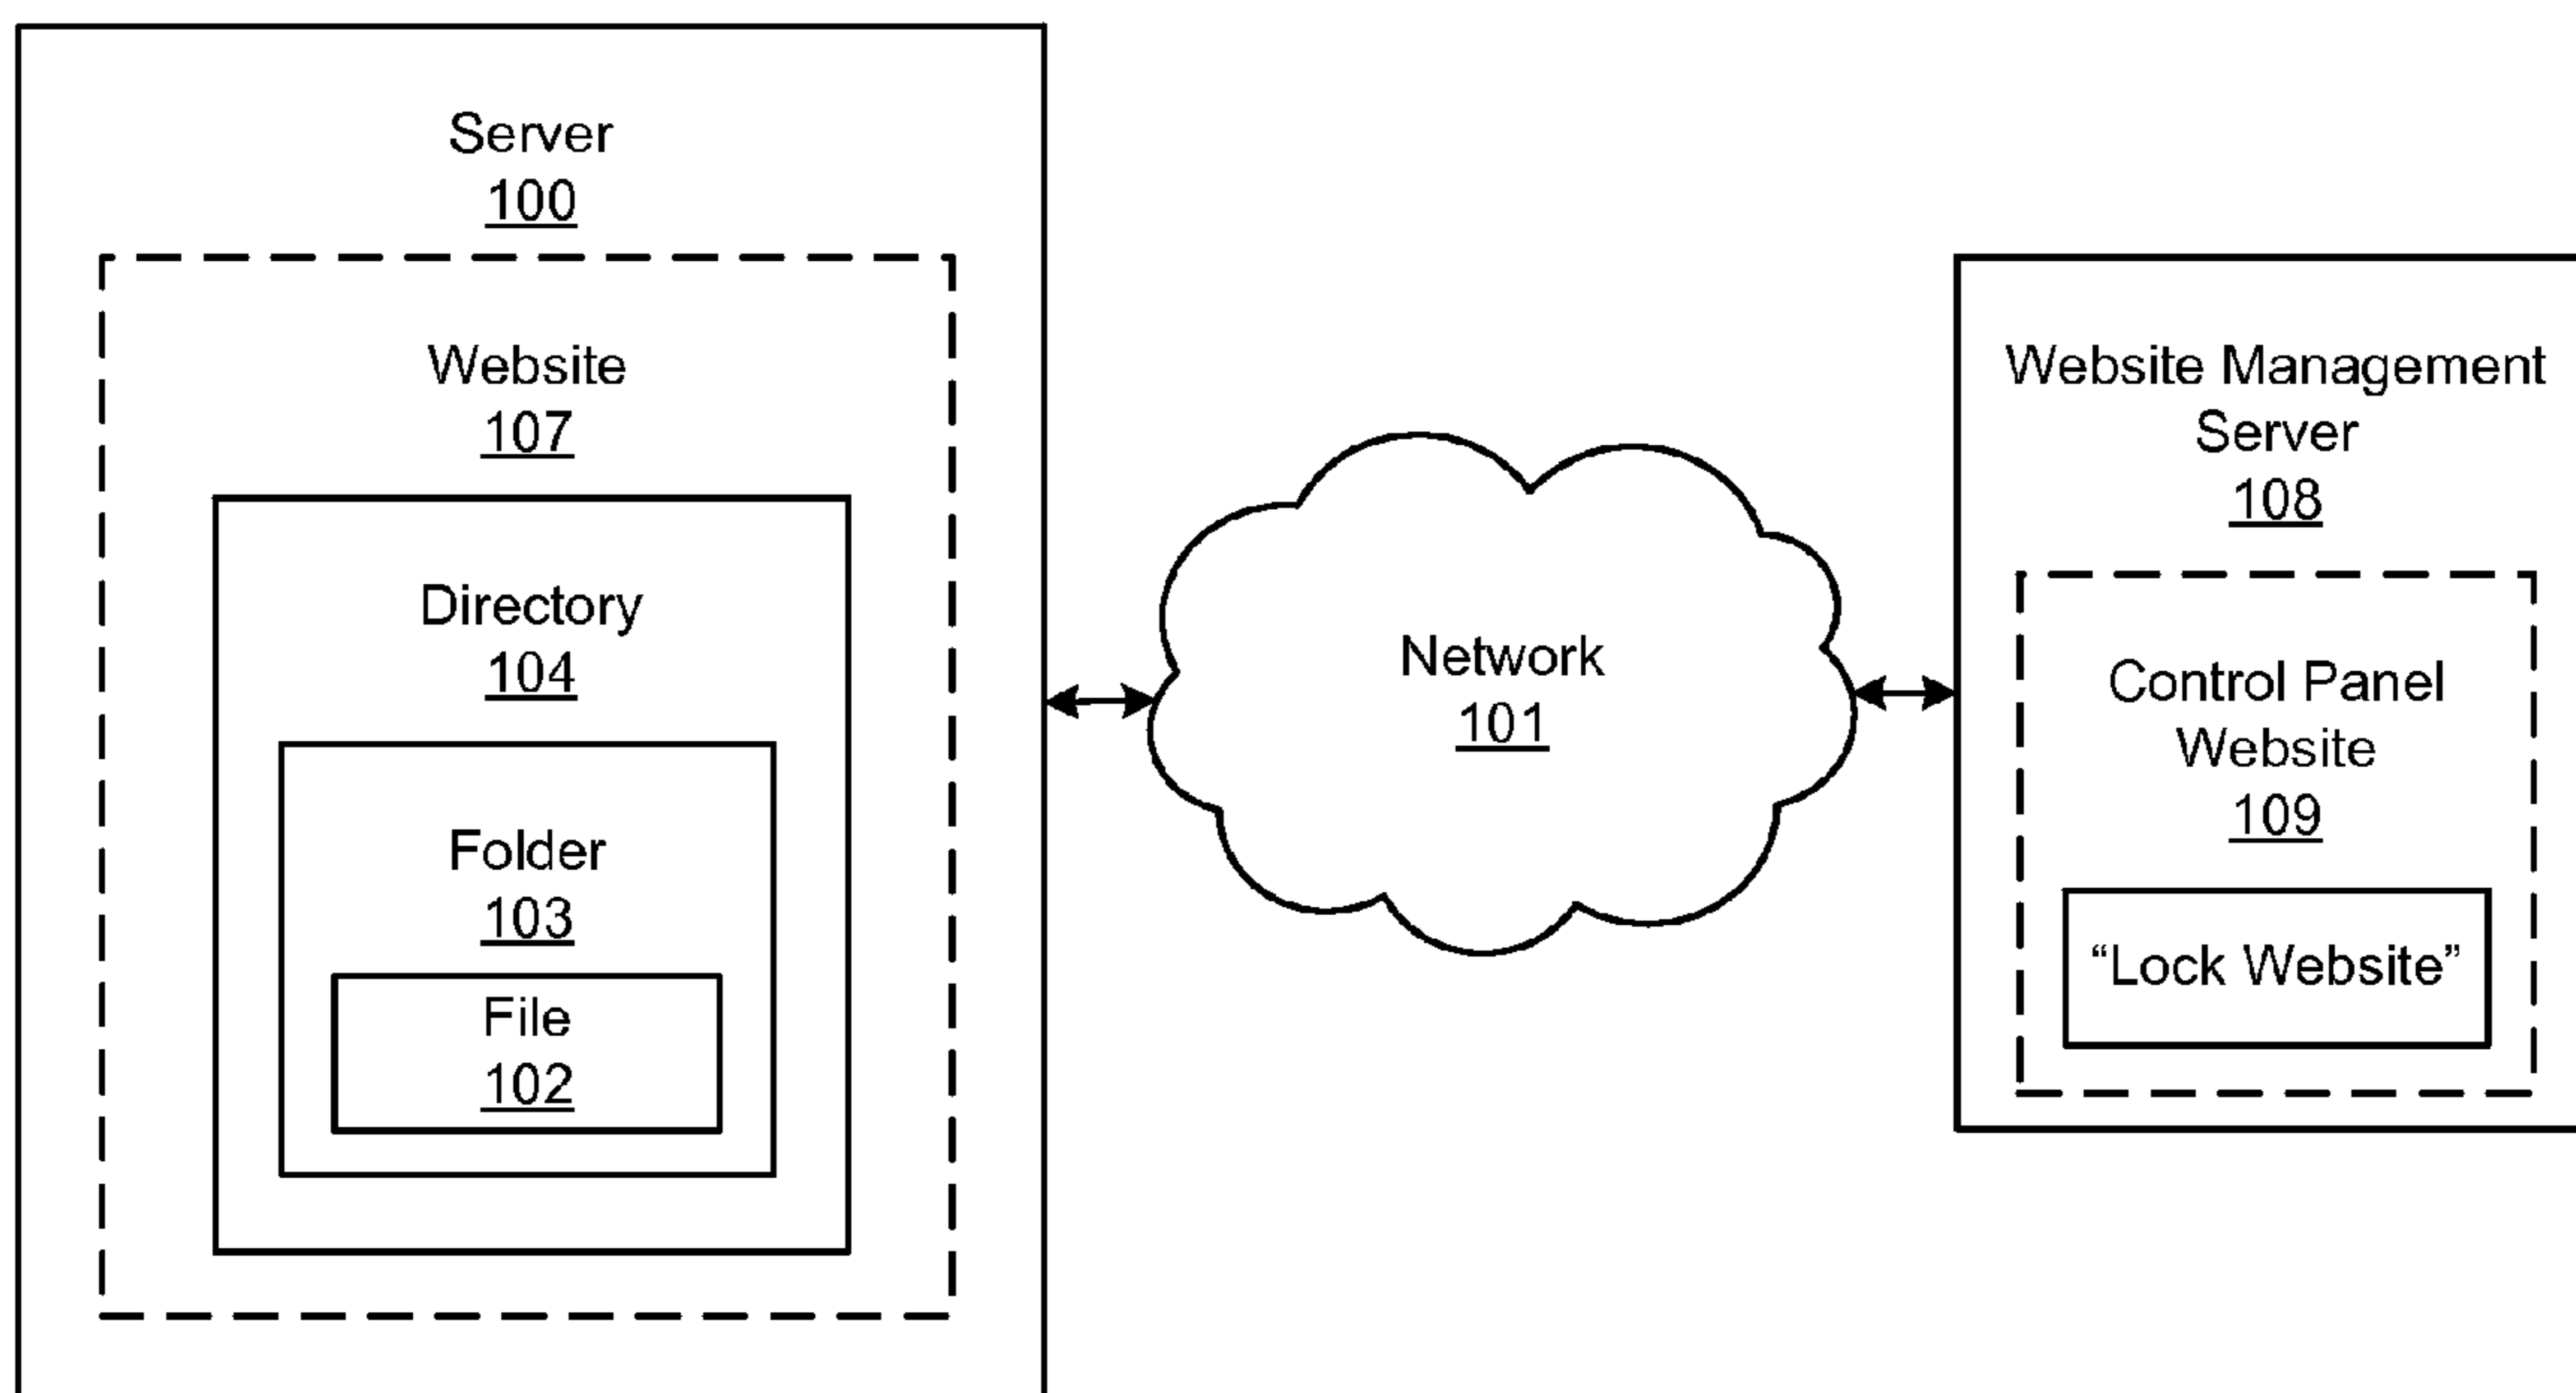 Server
100
Website
107
Directory
104
Folder
103
File
102
Network
101
Website Management
Server
108
Control Panel
Website
109
“Lock Website”